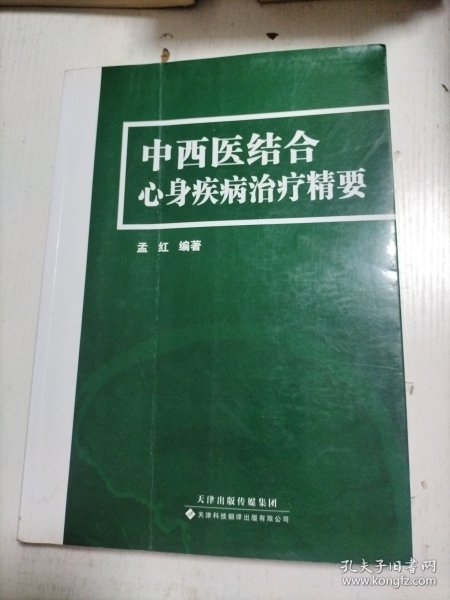 中西医结合
心身疾病治疗精要
孟 红 编著
天津出版传媒集团
天津科技翻译出版有限公司
孔夫子旧书网
www.kongfz.com